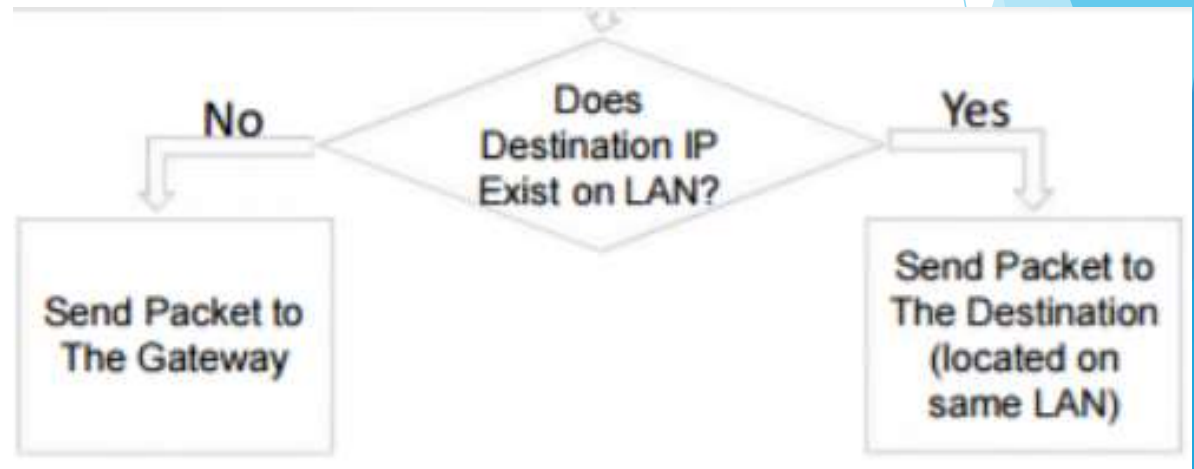 Does
Destination IP
Exist on LAN?
No
Yes
Send Packet to
The Gateway
Send Packet to
The Destination
(located on
same LAN)